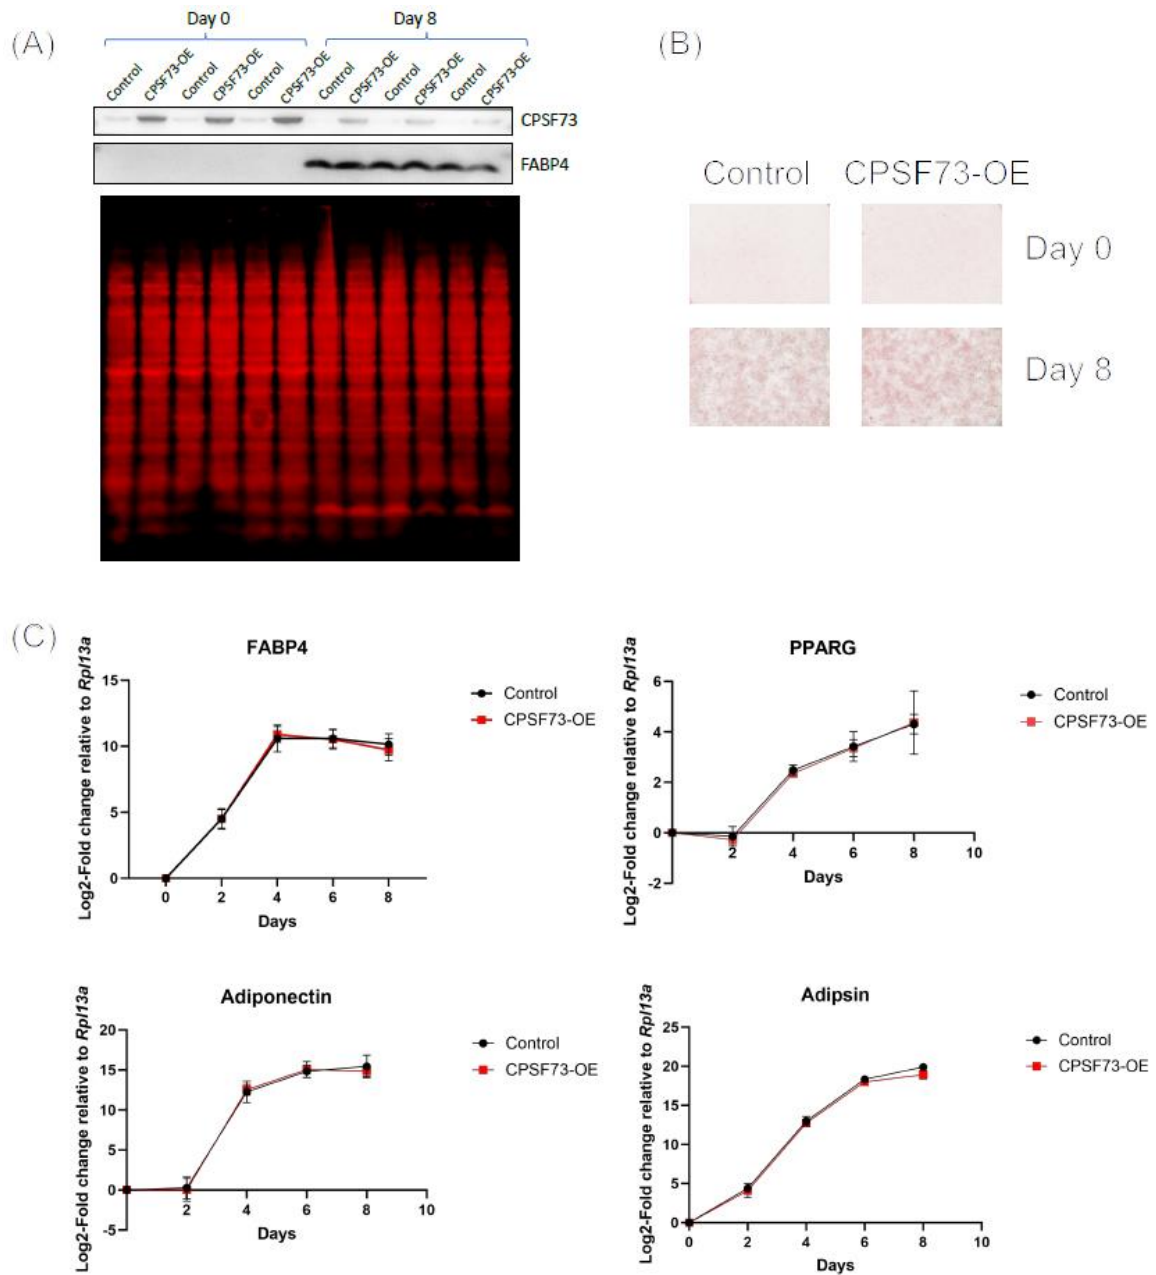 (A)
Day 0 Day 8
Control CPSF73-OE Control CPSF73-OE Control CPSF73-OE Control CPSF73-OE Control CPSF73-OE Control CPSF73-OE
CPSF73
FABP4
(B)
Control CPSF73-OE
Day 0
Day 8
(C)
FABP4
Log2-Fold change relative to Rpl13a
15
10
5
0
0 2 4 6 8
Days
Control
CPSF73-OE
PPARG
Log2-Fold change relative to Rpl13a
6
4
2
0
-2
2 4 6 8 10
Days
Control
CPSF73-OE
Adiponectin
Log2-Fold change relative to Rpl13a
20
15
10
5
0
-5
2 4 6 8 10
Days
Control
CPSF73-OE
Adipsin
Log2-Fold change relative to Rpl13a
25
20
15
10
5
0
0 2 4 6 8 10
Days
Control
CPSF73-OE